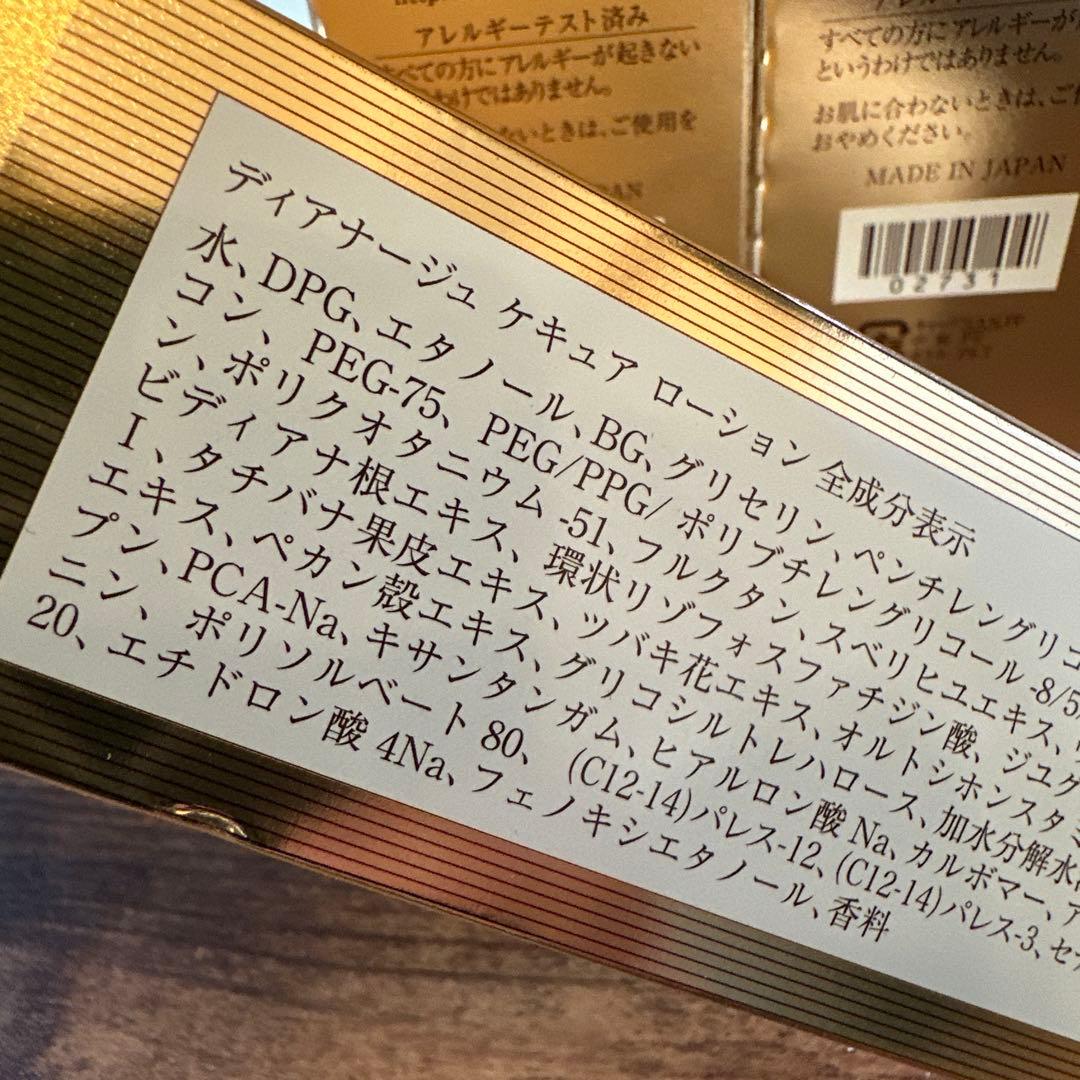 アレルギーテスト済み
すべての方にアレルギーが起きない
わけではありません。
ないときは、ご使用を
すべての方にアレルギーが
というわけではありません。
お肌に合わないときは、ご
おやめください。
MADE IN JAPAN
02731
ディアナージュ ケキュア ローション 全成分表示
水、DPG、エタノール、BG、グリセリン、ペンチレングリコ
コン、PEG-75、PEG/PPG/ ポリブチレングリコール -8/5/
ン、ポリクオタニウム -51、フルクタン、スベリヒユエキス、
ビディアナ根エキス、環状リゾフォスファチジン酸、ジユグ
I、タチバナ果皮エキス、ツバキ花エキス、オルトシホンスタミ
エキス、ペカン殻エキス、グリコシルトレハロース、加水分解水
プン、PCA-Na、キサンタンガム、ヒアルロン酸 Na、カルボマー、ア
ニン、ポリソルベート 80、(C12-14)パレス-12、(C12-14)パレス-3、セテ
20、エチドロン酸 4Na、フェノキシエタノール、香料